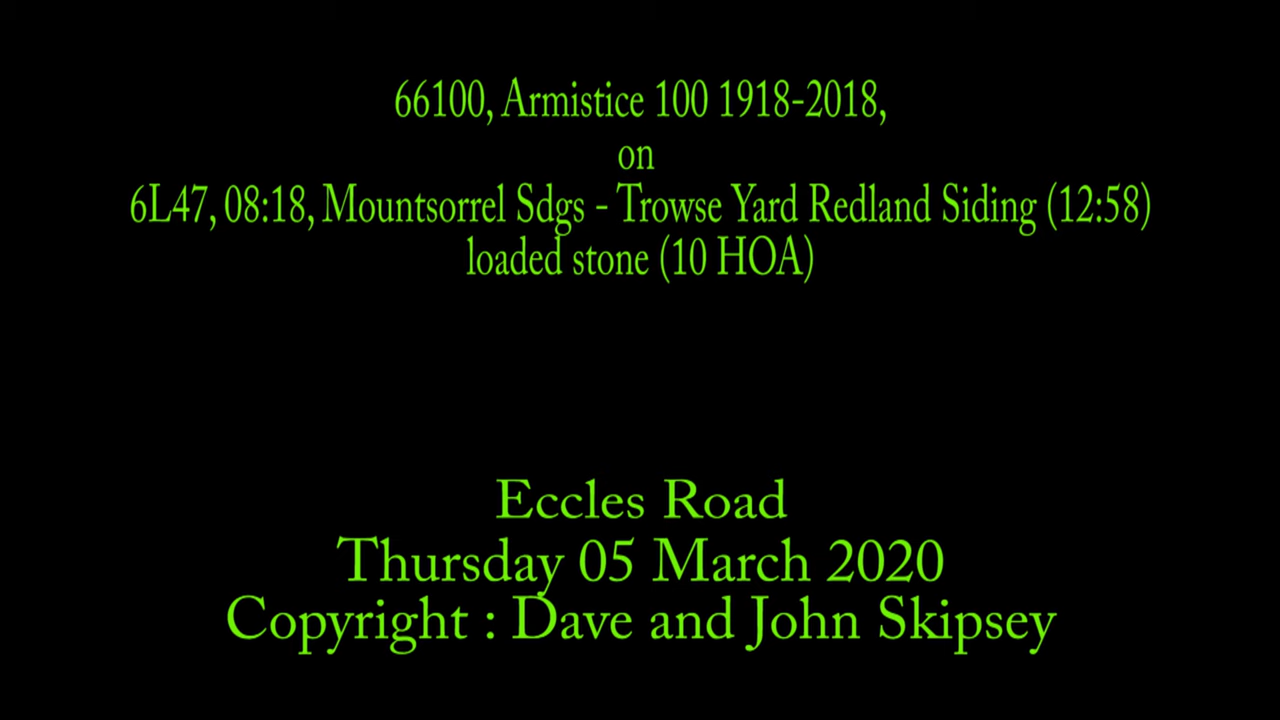 66100, Armistice 100 1918-2018,
on
6L47, 08:18, Mountsorrel Sdgs - Trowse Yard Redland Siding (12:58)
loaded stone (10 HOA)
Eccles Road
Thursday 05 March 2020
Copyright : Dave and John Skipsey